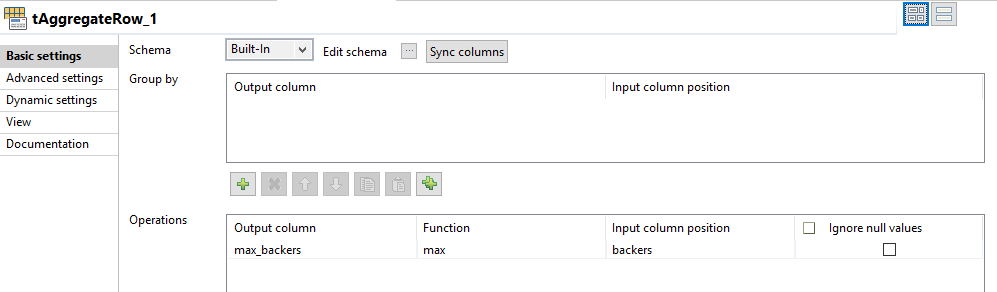 tAggregateRow_1
Basic settings
Advanced settings
Dynamic settings
View
Documentation
Schema Built-In Edit schema ... Sync columns
Group by
Output column Input column position
Operations
Output column Function Input column position Ignore null values
max_backers max backers